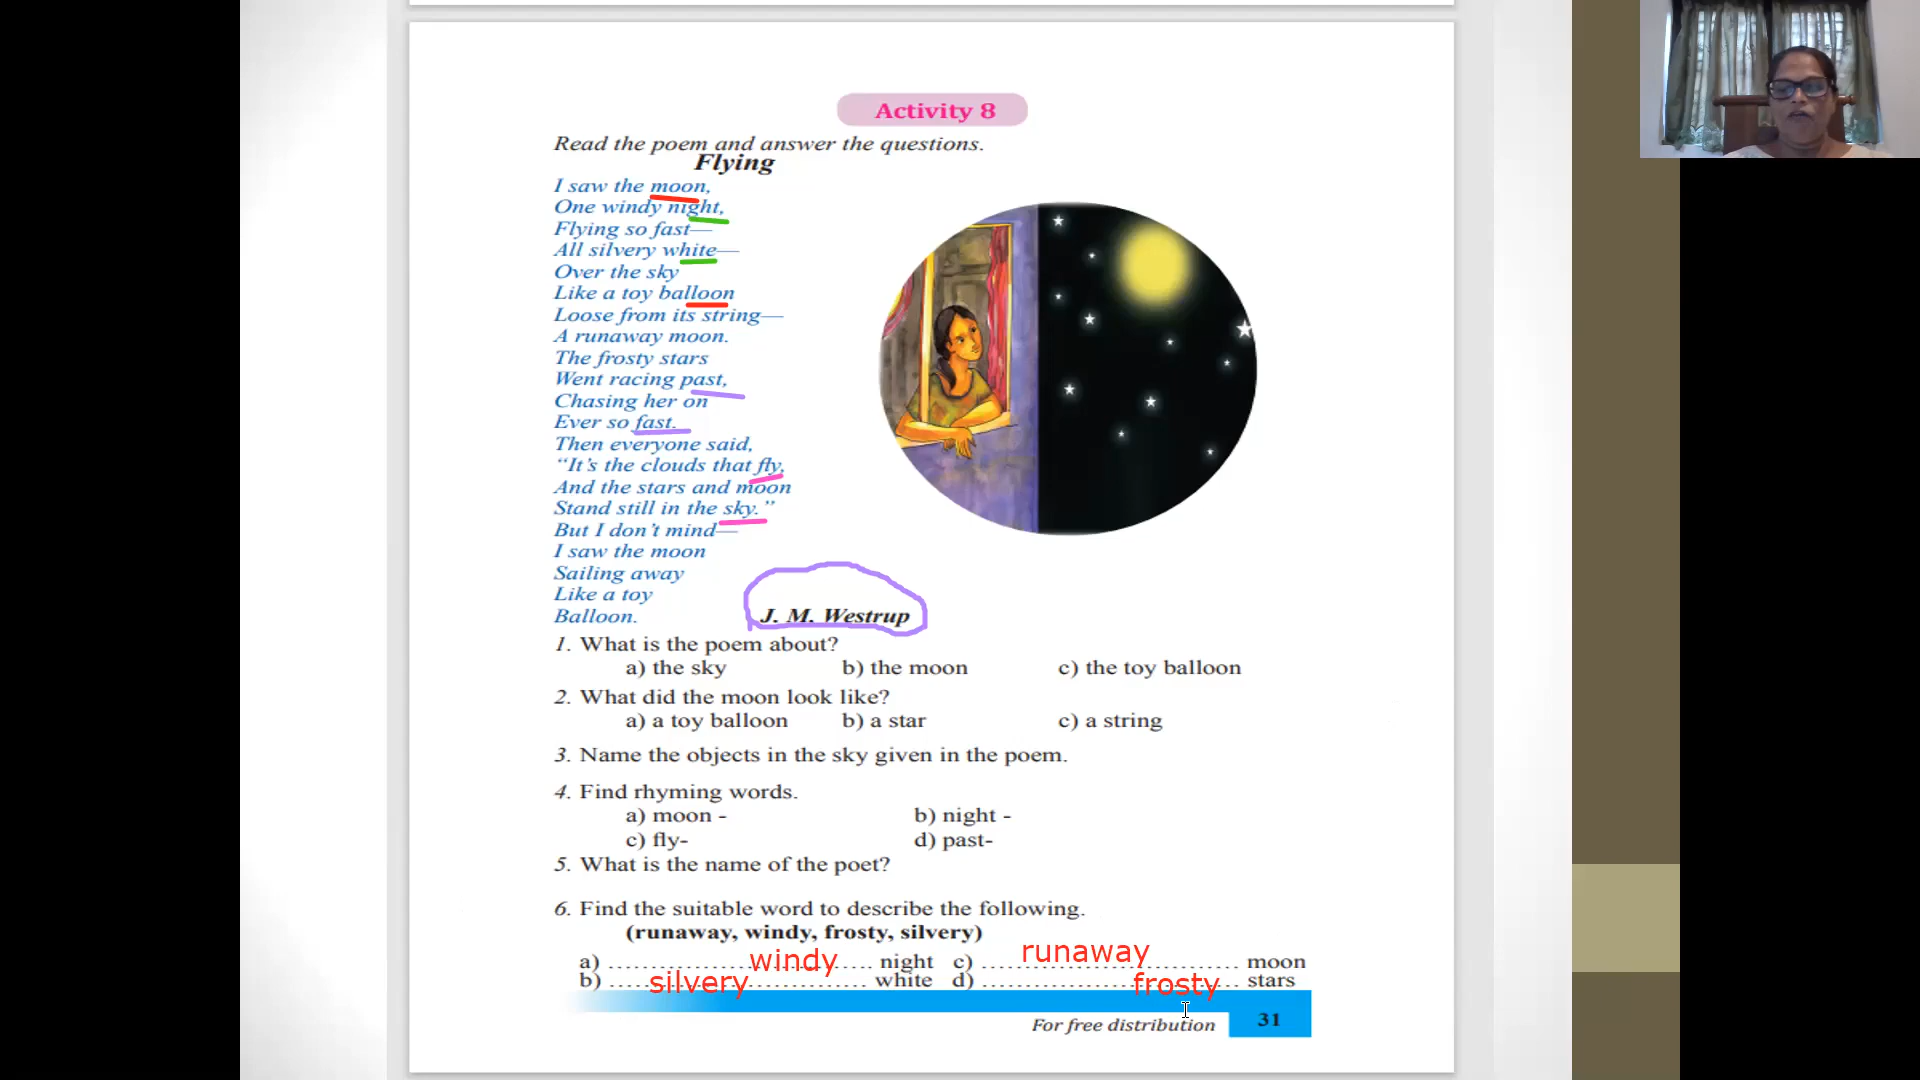 Activity 8
Read the poem and answer the questions.
Flying
I saw the moon,
One windy night,
Flying so fast—
All silvery white—
Over the sky
Like a toy balloon
Loose from its string—
A runaway moon.
The frosty stars
Went racing past,
Chasing her on
Ever so fast.
Then everyone said,
“It’s the clouds that fly,
And the stars and moon
Stand still in the sky.”
But I don’t mind—
I saw the moon
Sailing away
Like a toy
Balloon.
J. M. Westrup
1. What is the poem about?
a) the sky b) the moon c) the toy balloon
2. What did the moon look like?
a) a toy balloon b) a star c) a string
3. Name the objects in the sky given in the poem.
4. Find rhyming words.
a) moon - b) night -
c) fly- d) past-
5. What is the name of the poet?
6. Find the suitable word to describe the following.
(runaway, windy, frosty, silvery)
a) .................... windy ..... night c) ..... runaway ............ moon
b) ..... silvery ................ white d) .................... frosty .. stars
For free distribution 31